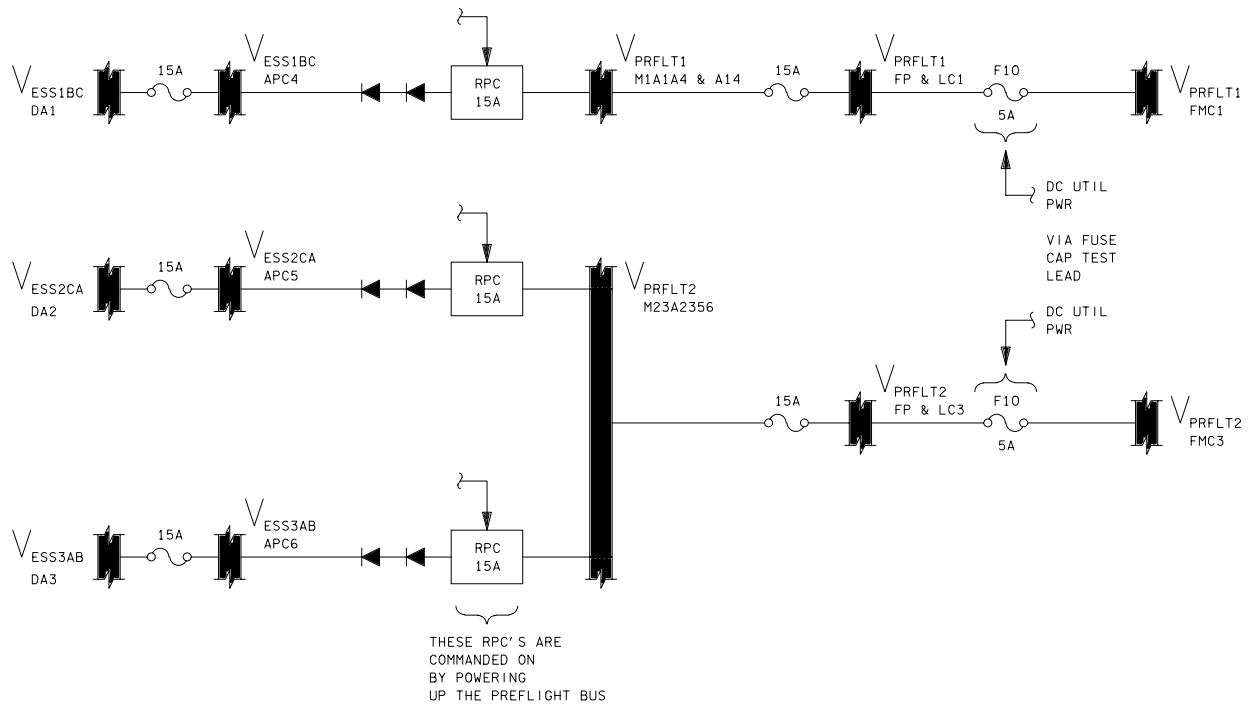 15A
ESS1BC
DA1
ESS1BC
APC4
RPC
15A
PRFLT1
M1A1A4 & A14
15A
PRFLT1
FP & LC1
F10
5A
PRFLT1
FMC1
DC UTIL
PWR
VIA FUSE
CAP TEST
LEAD
DC UTIL
PWR
15A
ESS2CA
DA2
ESS2CA
APC5
RPC
15A
PRFLT2
M23A2356
15A
PRFLT2
FP & LC3
F10
5A
PRFLT2
FMC3
15A
ESS3AB
DA3
ESS3AB
APC6
RPC
15A
THESE RPC'S ARE
COMMANDED ON
BY POWERING
UP THE PREFLIGHT BUS